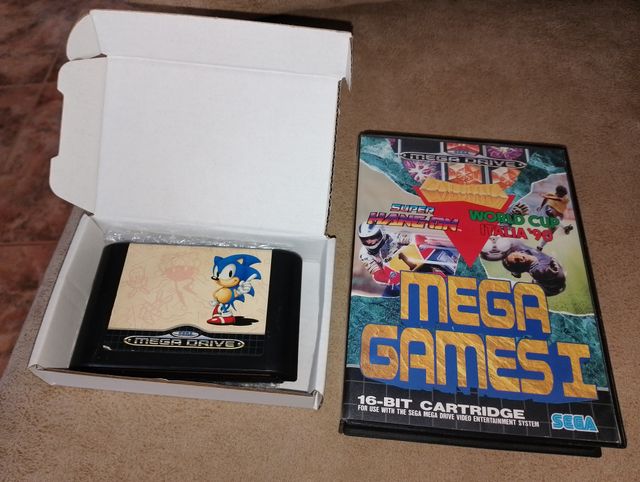 SEGA
MEGA DRIVE
MEGA DRIVE
SUPER
HANG-ON
WORLD CUP
ITALIA '90
MEGA
GAMES I
16-BIT CARTRIDGE
FOR USE WITH THE SEGA MEGA DRIVE VIDEO ENTERTAINMENT SYSTEM
SEGA